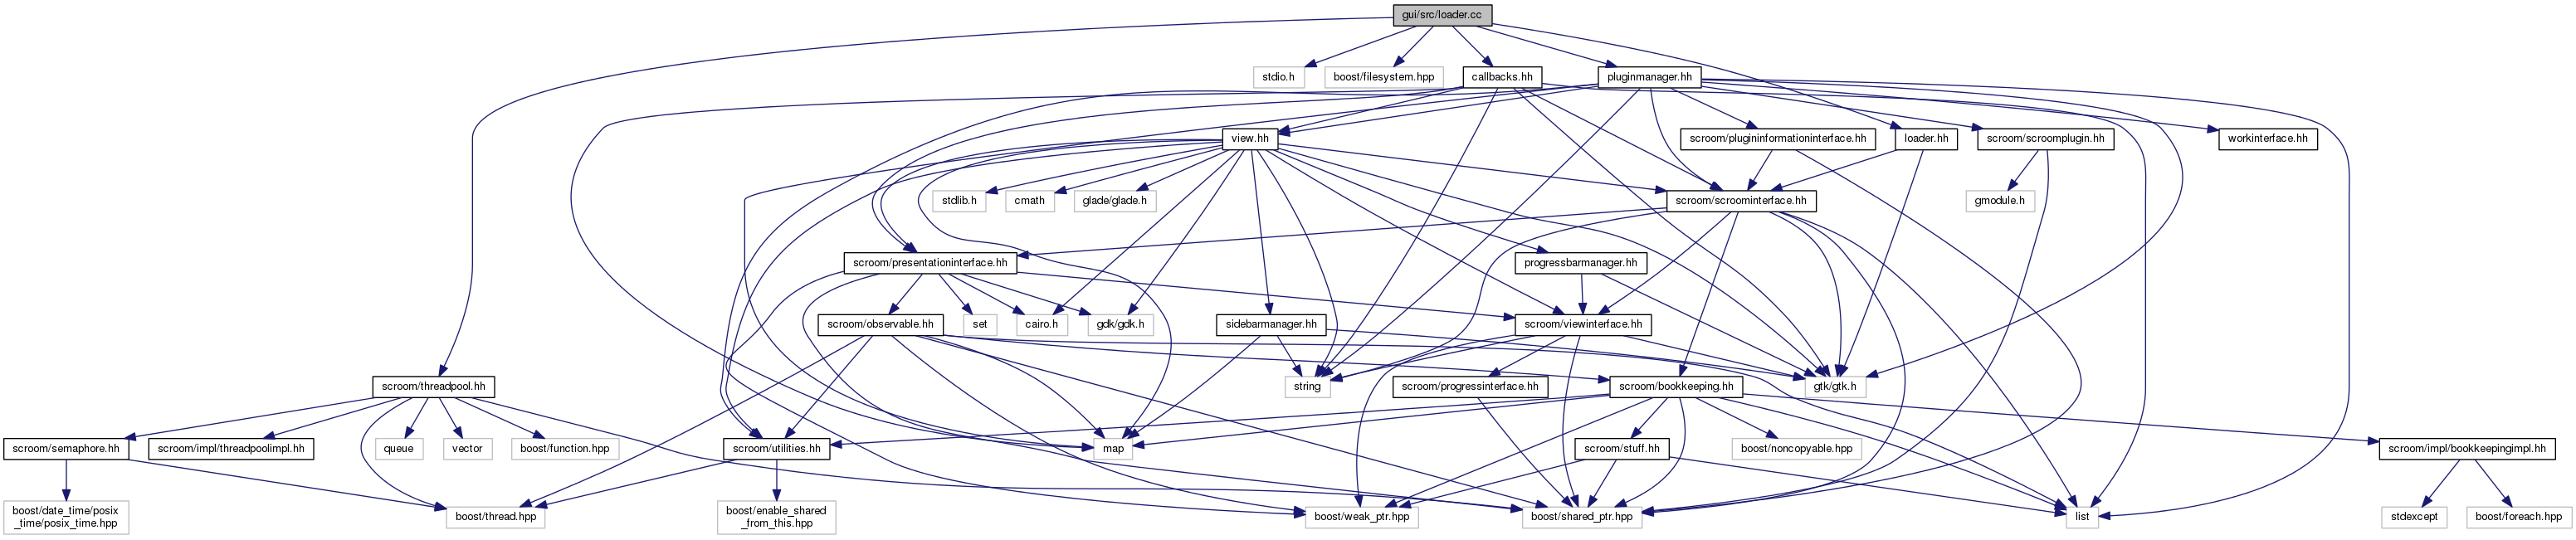 gui/src/loader.cc
stdio.h
boost/filesystem.hpp
callbacks.hh
pluginmanager.hh
view.hh
scroom/plugininformationinterface.hh
loader.hh
scroom/scroomplugin.hh
workinterface.hh
stdlib.h
cmath
glade/glade.h
scroom/scroominterface.hh
gmodule.h
scroom/presentationinterface.hh
progressbarmanager.hh
scroom/observable.hh
set
cairo.h
gdk/gdk.h
sidebarmanager.hh
scroom/viewinterface.hh
scroom/threadpool.hh
string
scroom/progressinterface.hh
scroom/bookkeeping.hh
gtk/gtk.h
scroom/semaphore.hh
scroom/impl/threadpoolimpl.hh
queue
vector
boost/function.hpp
scroom/utilities.hh
map
scroom/stuff.hh
boost/noncopyable.hpp
scroom/impl/bookkeepingimpl.hh
boost/date_time/posix
_time/posix_time.hpp
boost/thread.hpp
boost/enable_shared
_from_this.hpp
boost/weak_ptr.hpp
boost/shared_ptr.hpp
list
stdexcept
boost/foreach.hpp